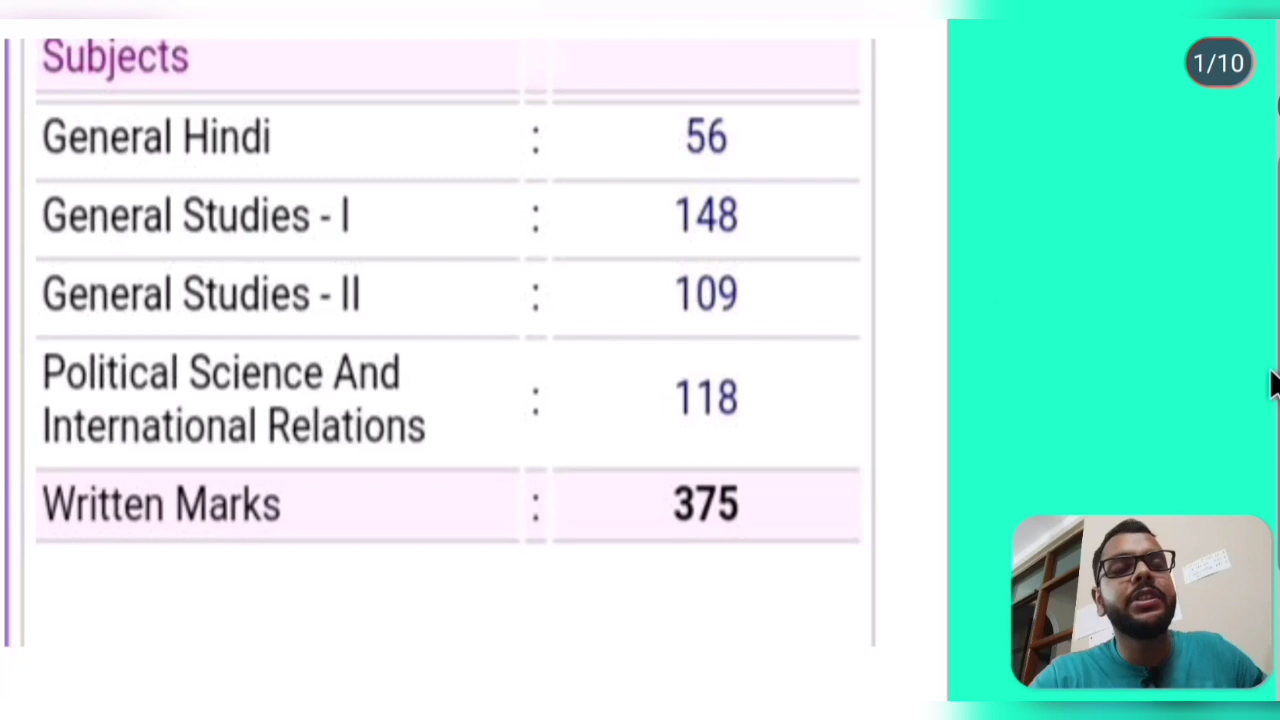 1/10
Subjects
General Hindi : 56
General Studies - I : 148
General Studies - II : 109
Political Science And
International Relations : 118
Written Marks : 375